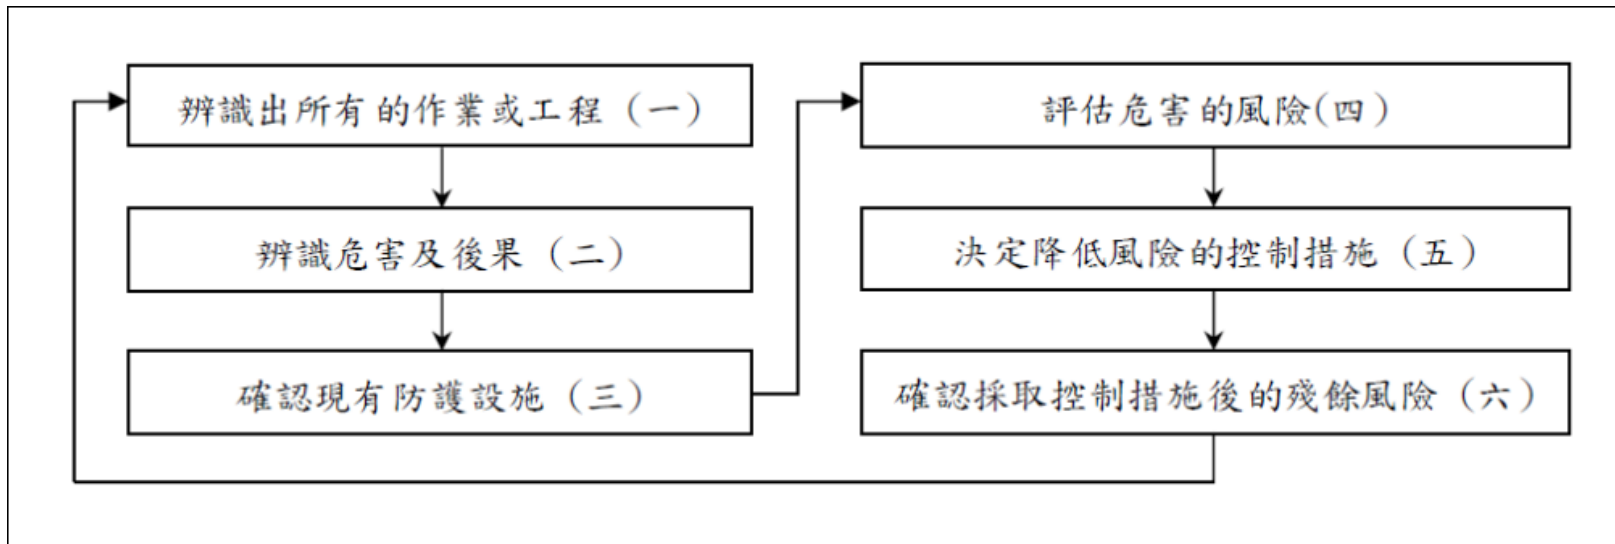 辨識出所有的作業或工程（一）
辨識危害及後果（二）
確認現有防護設施（三）
評估危害的風險(四)
決定降低風險的控制措施（五）
確認採取控制措施後的殘餘風險（六）